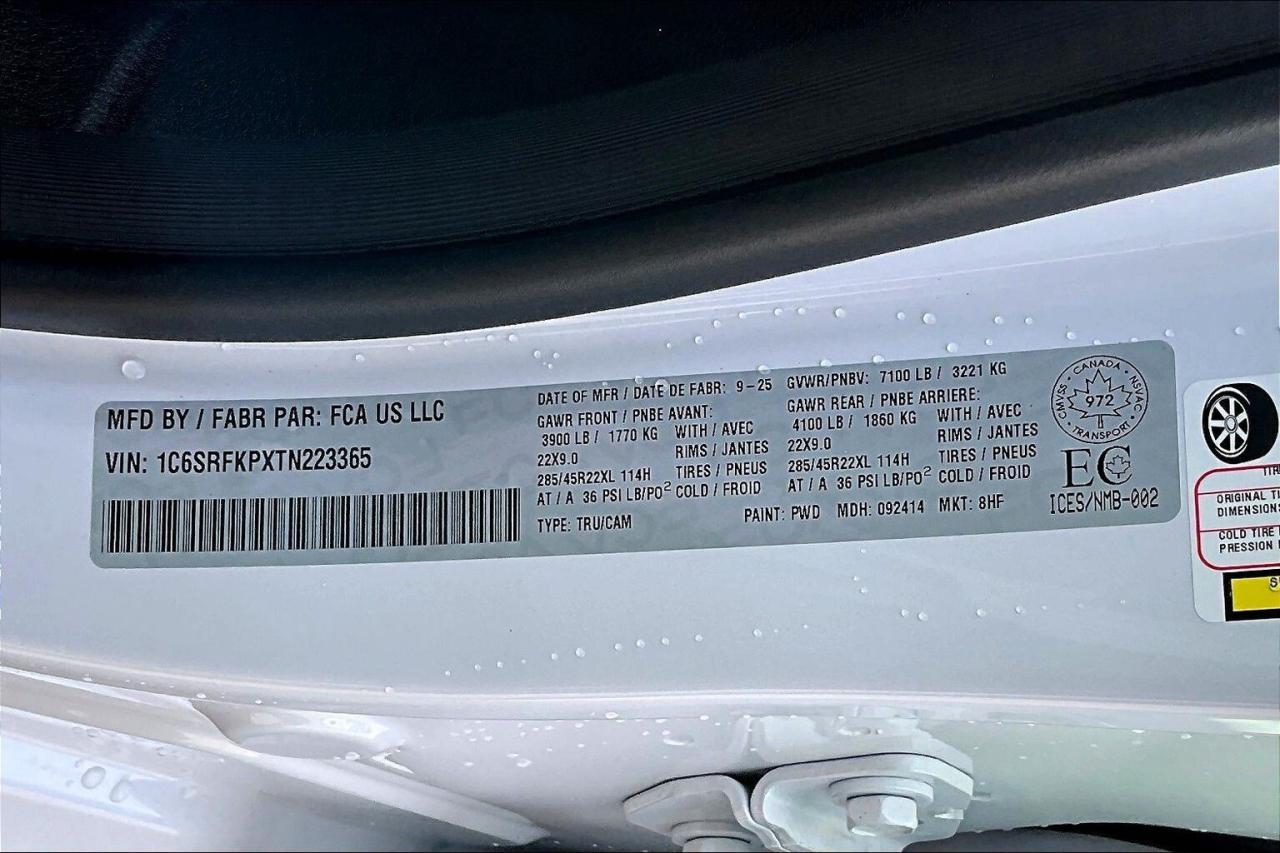 MFD BY / FABR PAR: FCA US LLC
VIN: 1C6SRFKPXTN223365
DATE OF MFR / DATE DE FABR: 9-25
GAWR FRONT / PNBE AVANT:
3900 LB / 1770 KG WITH / AVEC
22X9.0 RIMS / JANTES
285/45R22XL 114H TIRES / PNEUS
AT / A 36 PSI LB/PO² COLD / FROID
TYPE: TRU/CAM
GVWR/PNBV: 7100 LB / 3221 KG
GAWR REAR / PNBE ARRIERE:
4100 LB / 1860 KG WITH / AVEC
22X9.0 RIMS / JANTES
285/45R22XL 114H TIRES / PNEUS
AT / A 36 PSI LB/PO² COLD / FROID
PAINT: PWD MDH: 092414 MKT: 8HF
CANADA
CMVSS
NSVAC
972
TRANSPORT
EC
ICES/NMB-002
ORIGINAL
DIMENSIONS
COLD TIRE
PRESSION